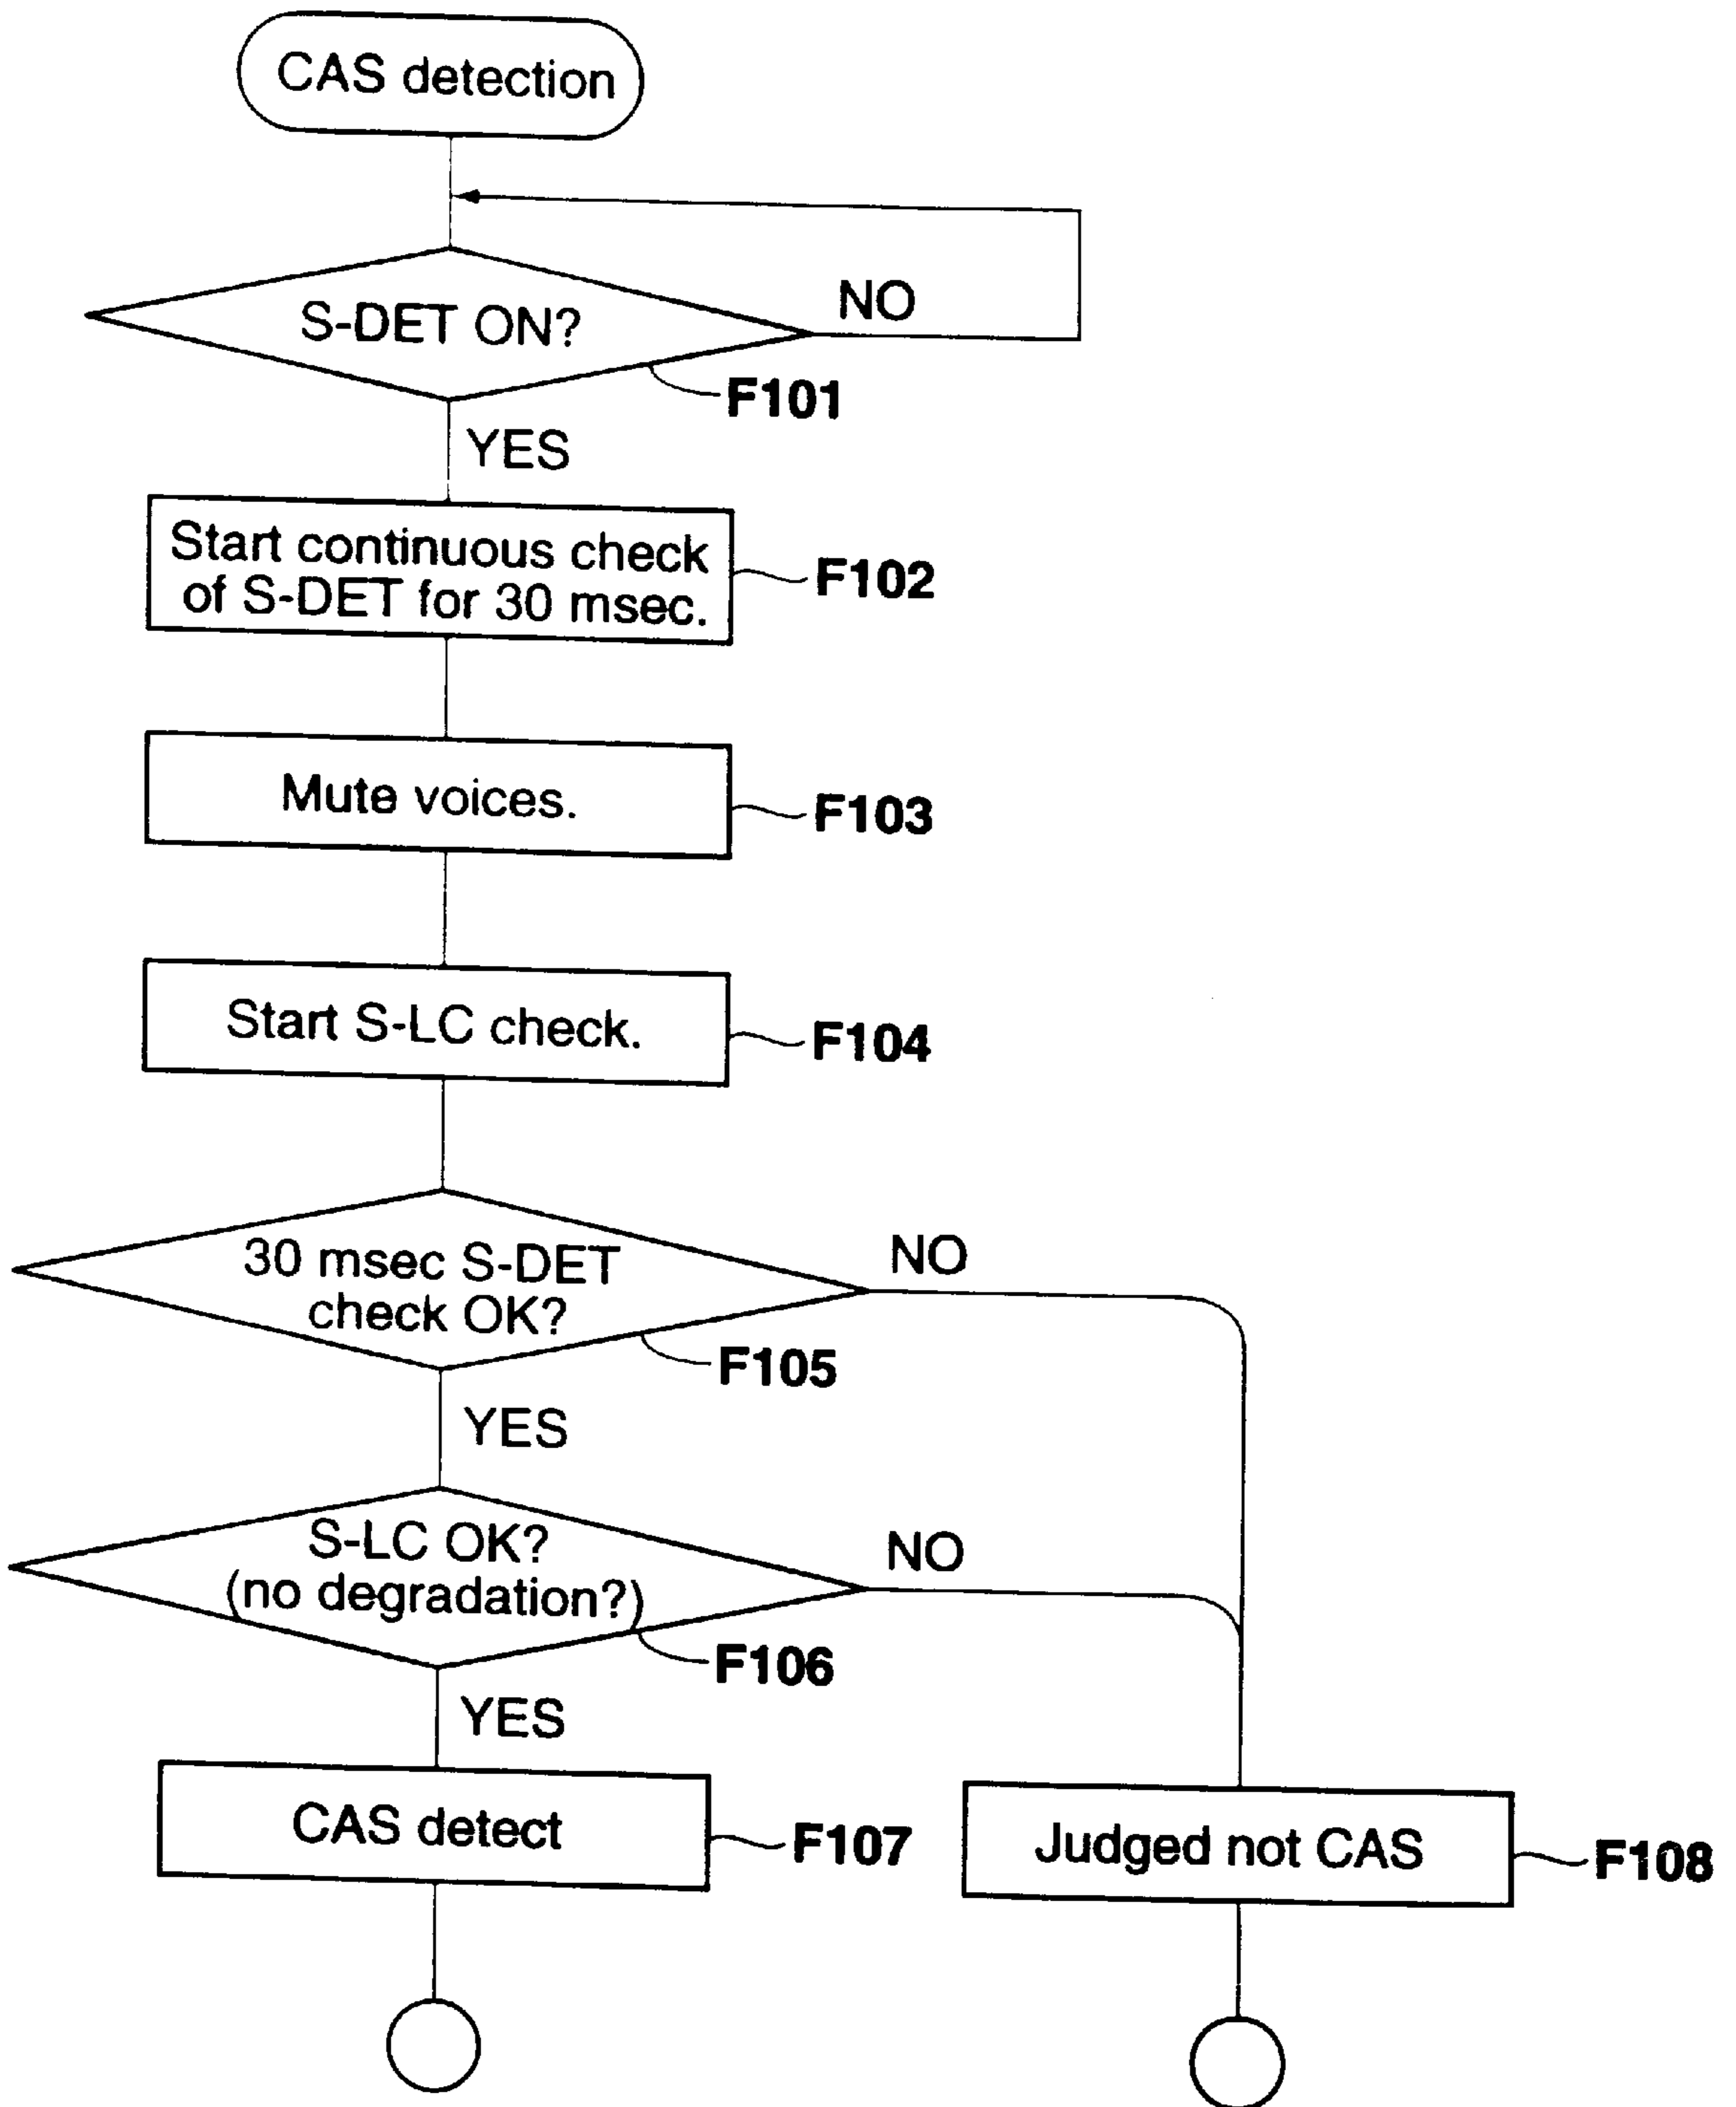 CAS detection
S-DET ON?
NO
F101
YES
Start continuous check
of S-DET for 30 msec.
F102
Mute voices.
F103
Start S-LC check.
F104
30 msec S-DET
check OK?
NO
F105
YES
S-LC OK?
(no degradation?)
NO
F106
YES
CAS detect
F107
Judged not CAS
F108